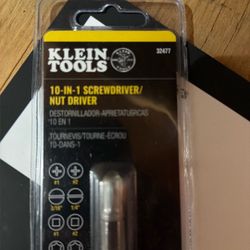 KLEIN
TOOLS
32477
10-IN-1 SCREWDRIVER/
NUT DRIVER
DESTORNILLADOR-APRIETATUERCAS
10 EN 1
TOURNEVIS/TOURNE-ÉCROU
10-DANS-1
#1 #2
3/16" 1/4"
#1 #2